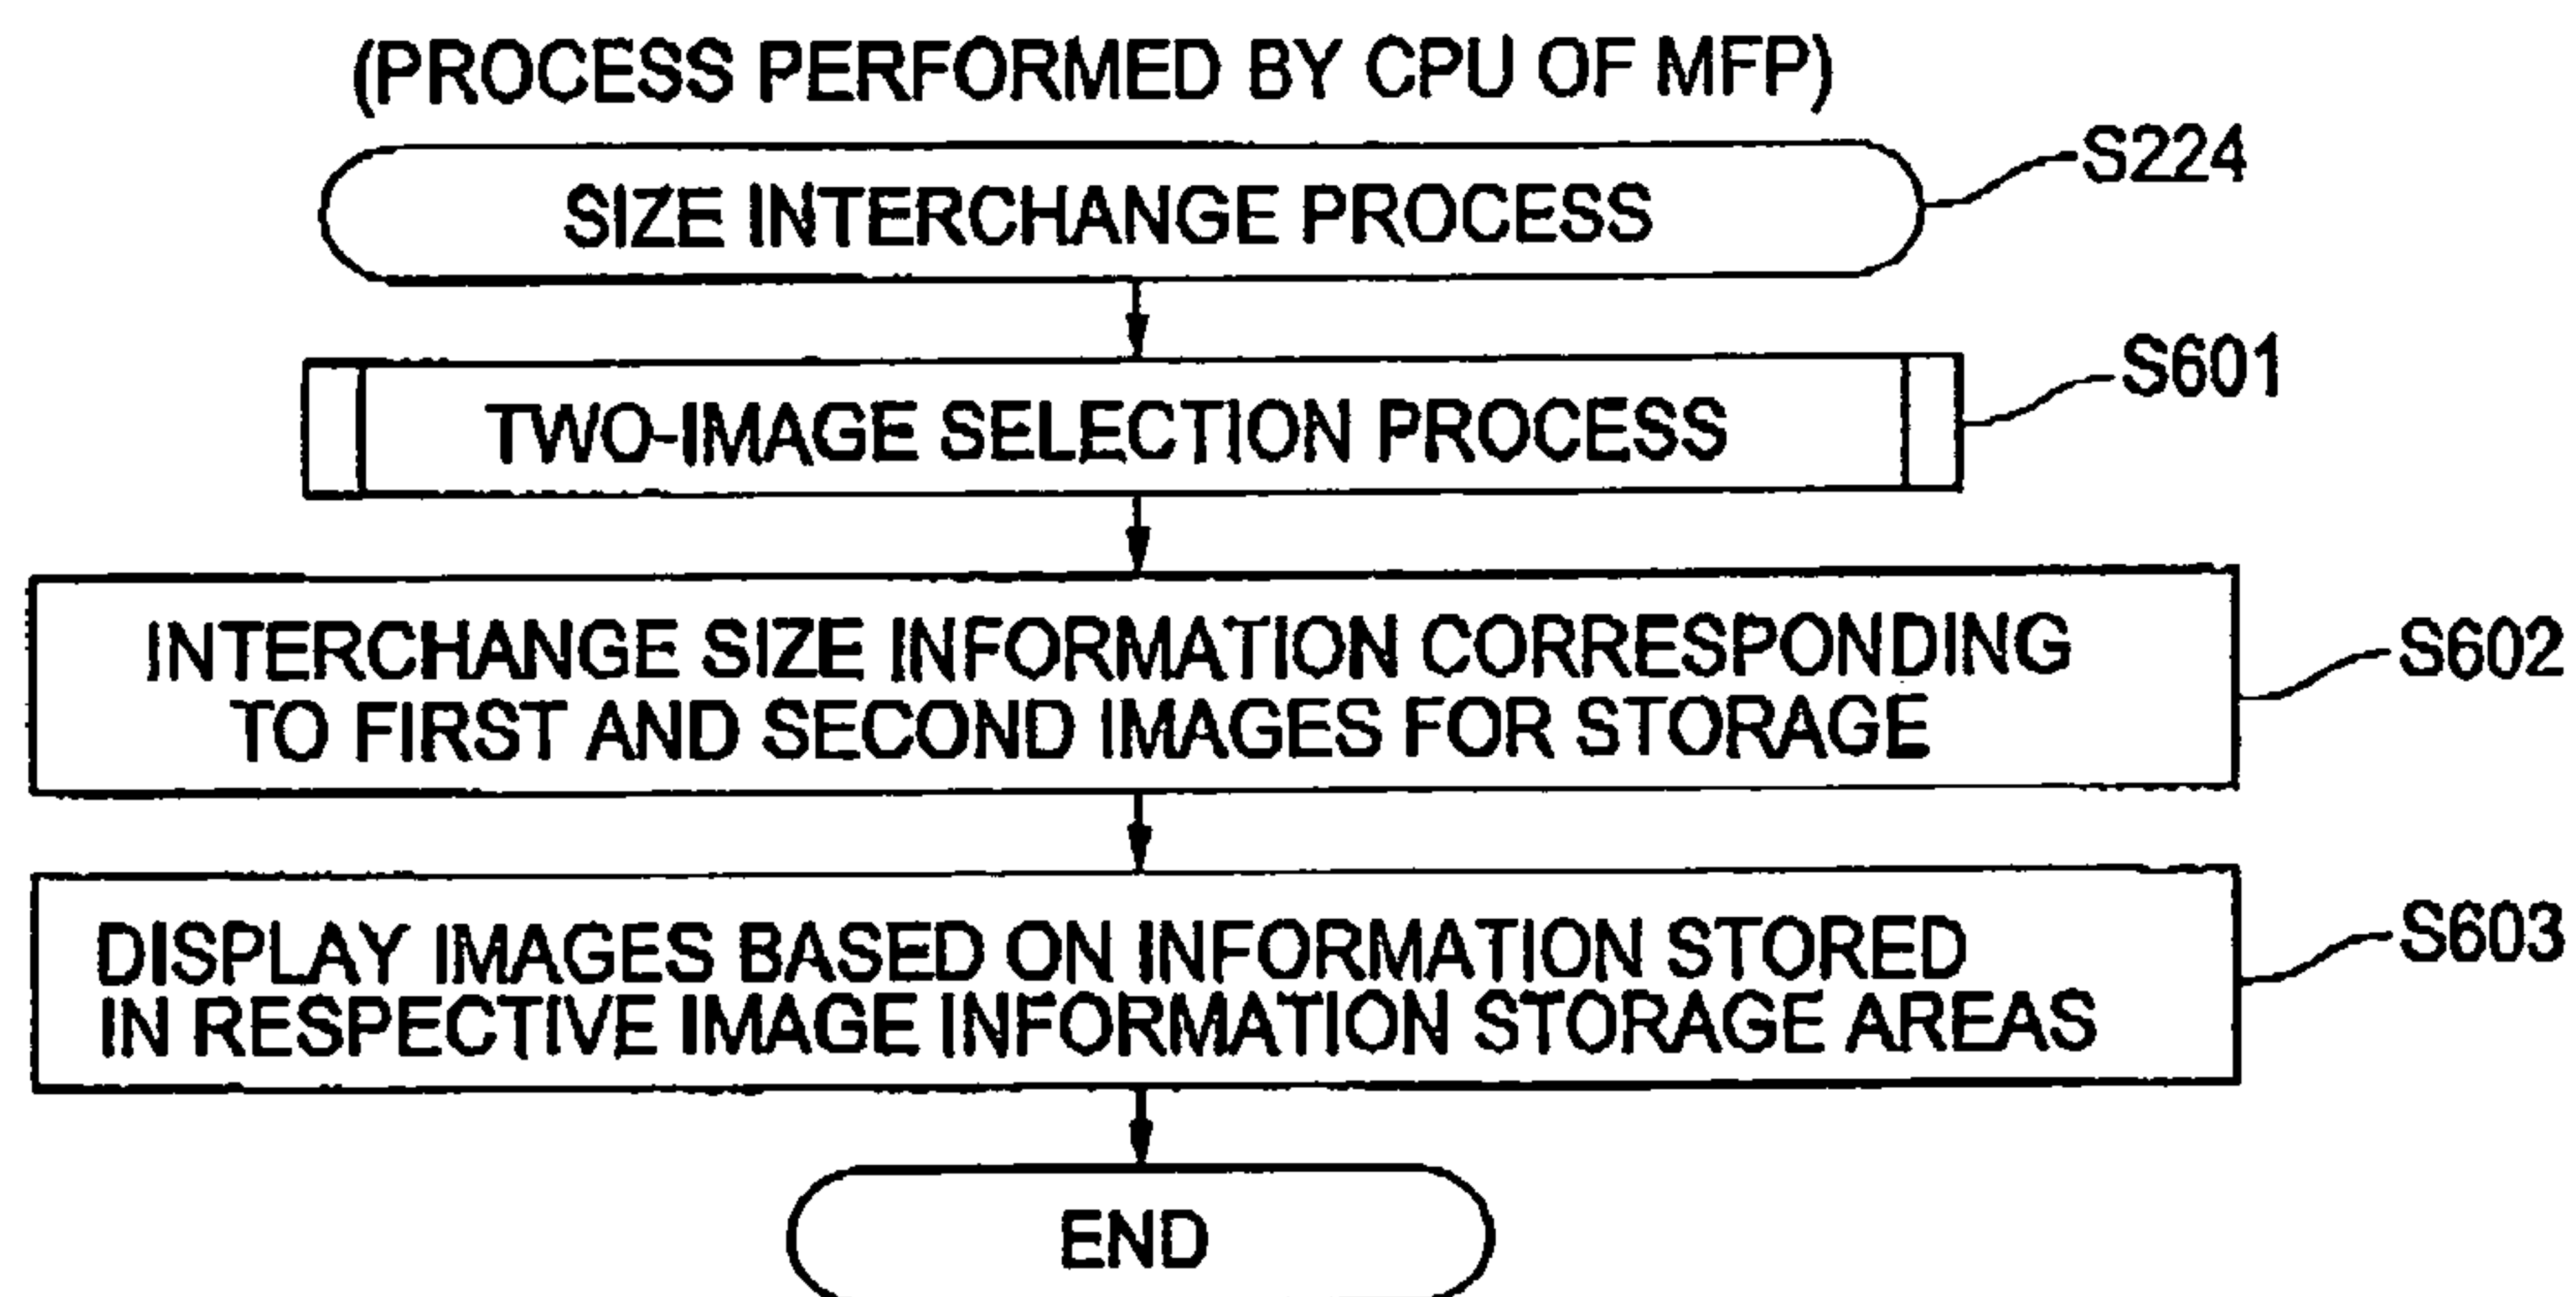 (PROCESS PERFORMED BY CPU OF MFP)
SIZE INTERCHANGE PROCESS
S224
TWO-IMAGE SELECTION PROCESS
S601
INTERCHANGE SIZE INFORMATION CORRESPONDING
TO FIRST AND SECOND IMAGES FOR STORAGE
S602
DISPLAY IMAGES BASED ON INFORMATION STORED
IN RESPECTIVE IMAGE INFORMATION STORAGE AREAS
S603
END